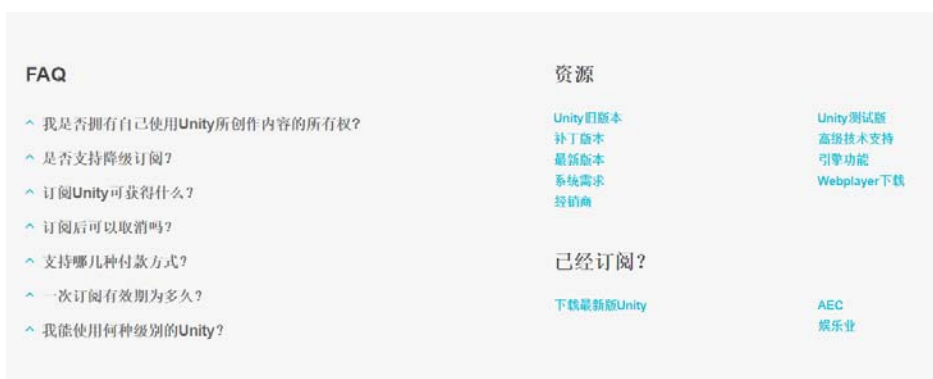 FAQ
我是否拥有自己使用Unity所创作内容的所有权?
是否支持降级订阅?
订阅Unity可获得什么?
订阅后可以取消吗?
支持哪几种付款方式?
一次订阅有效期为多久?
我能使用何种级别的Unity?
资源
Unity旧版本
补丁版本
最新版本
系统需求
经销商
Unity测试版
高级技术支持
引擎功能
Webplayer下载
已经订阅?
下载最新版Unity
AEC
娱乐业